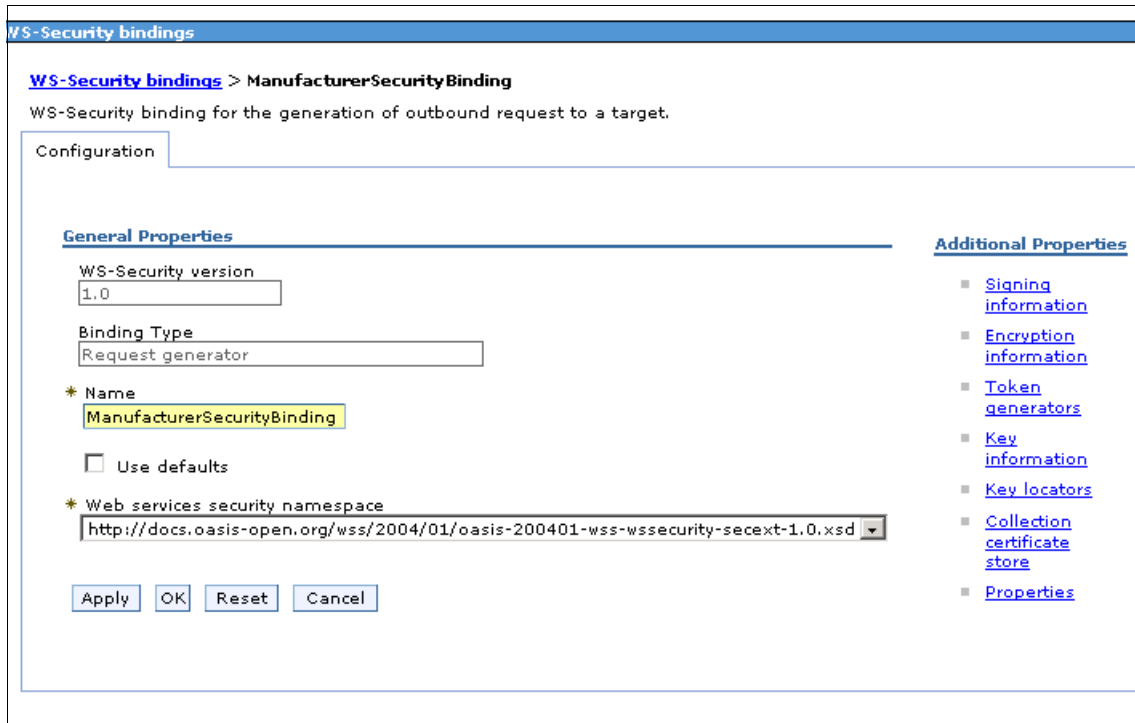 WS-Security bindings
WS-Security bindings > ManufacturerSecurityBinding
WS-Security binding for the generation of outbound request to a target.
Configuration
General Properties
WS-Security version
1.0
Binding Type
Request generator
* Name
ManufacturerSecurityBinding
Use defaults
* Web services security namespace
http://docs.oasis-open.org/wss/2004/01/oasis-200401-wss-wssecurity-secext-1.0.xsd
Apply OK Reset Cancel
Additional Properties
Signing
information
Encryption
information
Token
generators
Key
information
Key locators
Collection
certificate
store
Properties